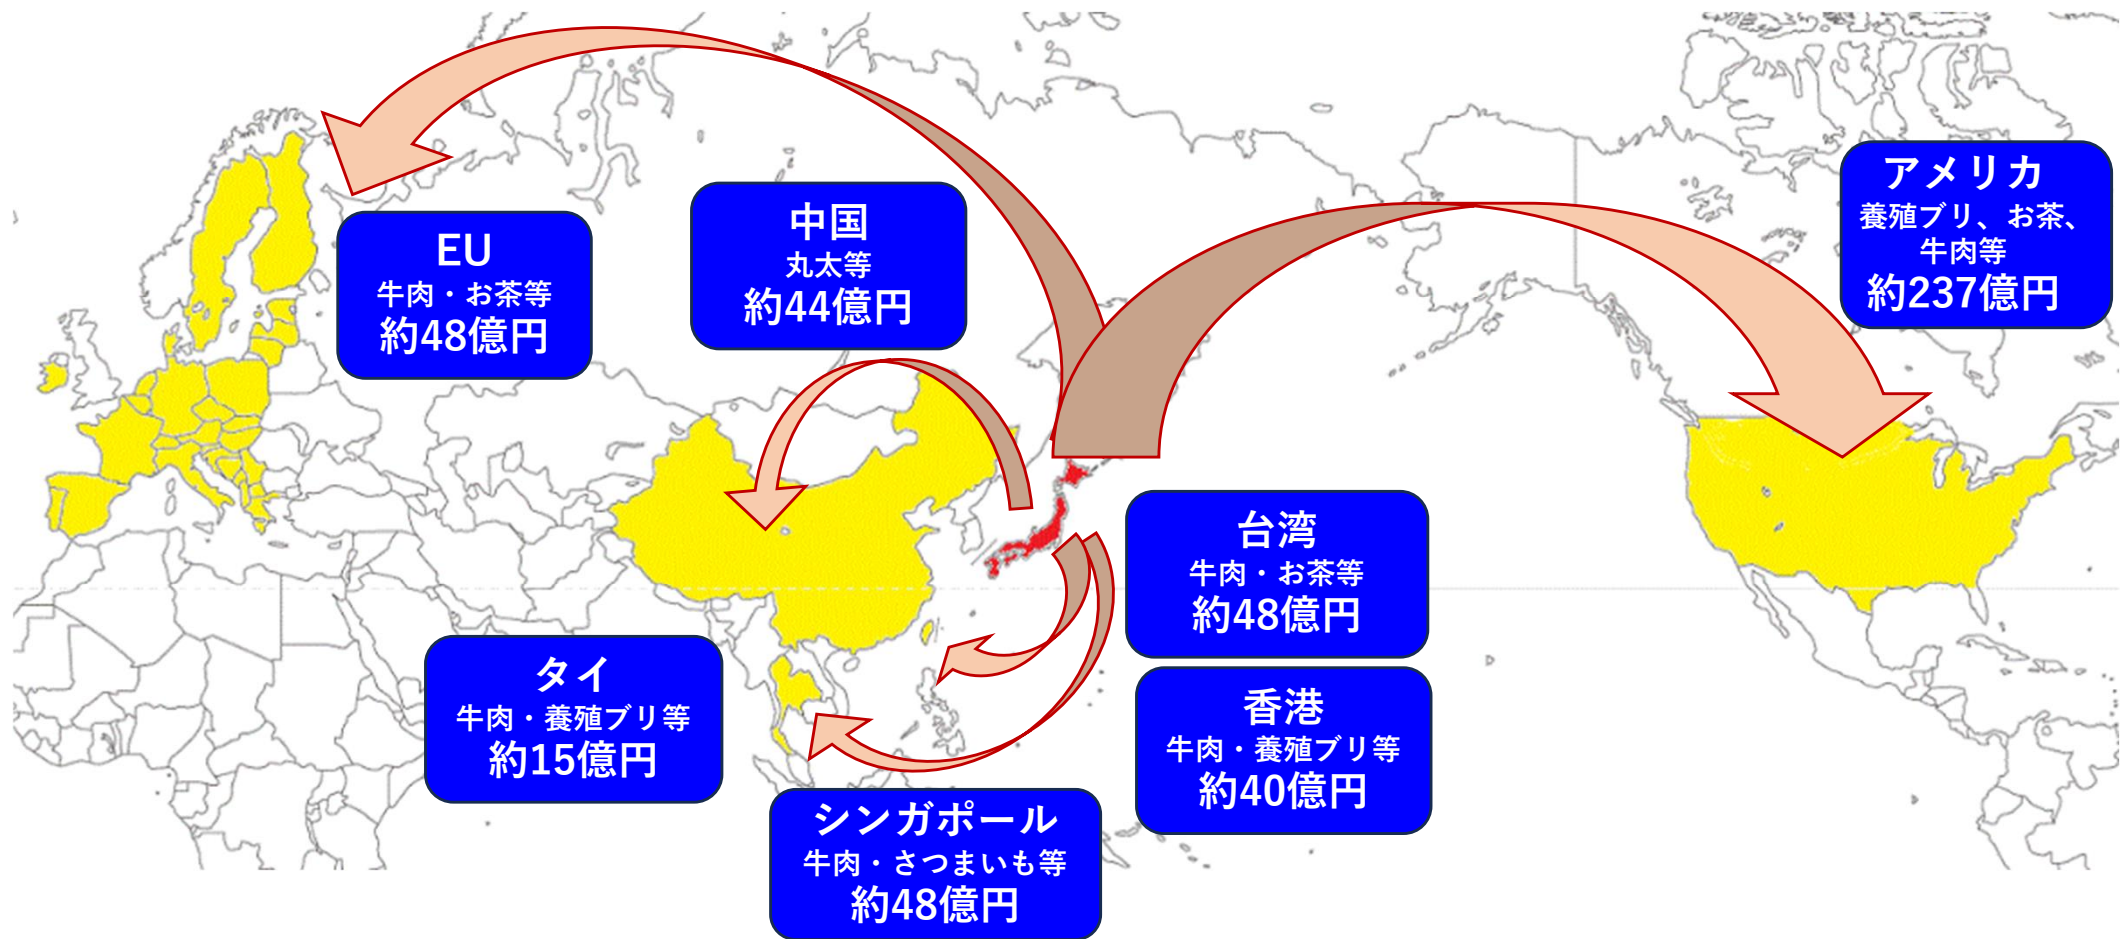 EU
牛肉・お茶等
約48億円
中国
丸太等
約44億円
アメリカ
養殖ブリ、お茶、
牛肉等
約237億円
台湾
牛肉・お茶等
約48億円
タイ
牛肉・養殖ブリ等
約15億円
香港
牛肉・養殖ブリ等
約40億円
シンガポール
牛肉・さつまいも等
約48億円